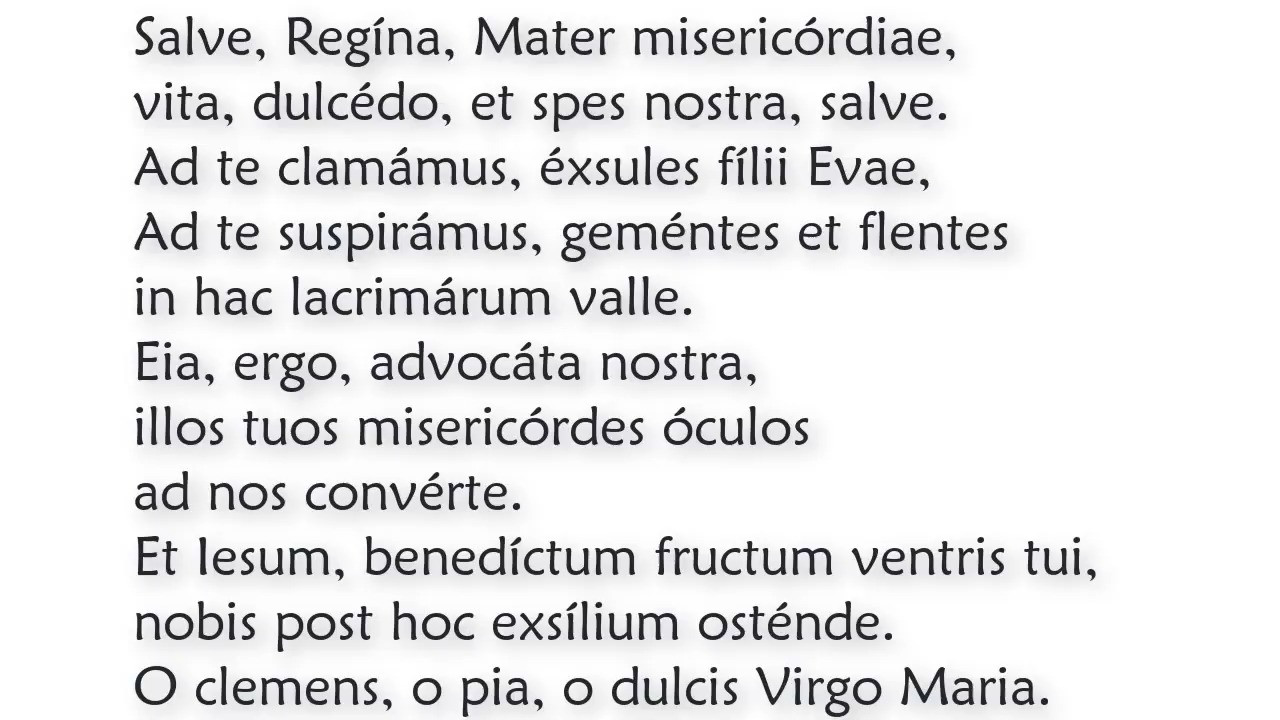 Salve, Regína, Mater misericórdiae,
vita, dulcédo, et spes nostra, salve.
Ad te clamámus, éxsules fílii Evae,
Ad te suspirámus, geméntes et flentes
in hac lacrimárum valle.
Eia, ergo, advocáta nostra,
illos tuos misericórdes óculos
ad nos convérte.
Et Iesum, benedíctum fructum ventris tui,
nobis post hoc exsílium osténde.
O clemens, o pia, o dulcis Virgo Maria.